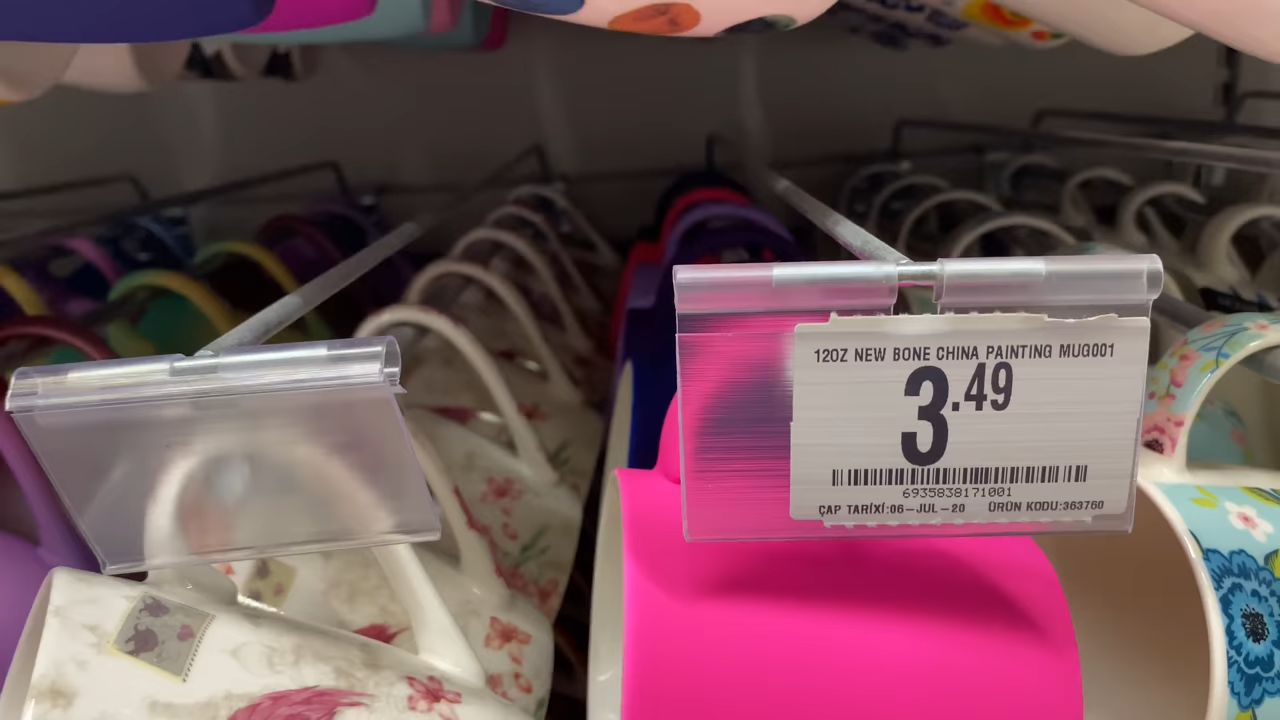 12OZ NEW BONE CHINA PAINTING MUG001
3.49
6935838171001
ÇAP TARİXİ:06-JUL-20 ÜRÜN KODU:363760